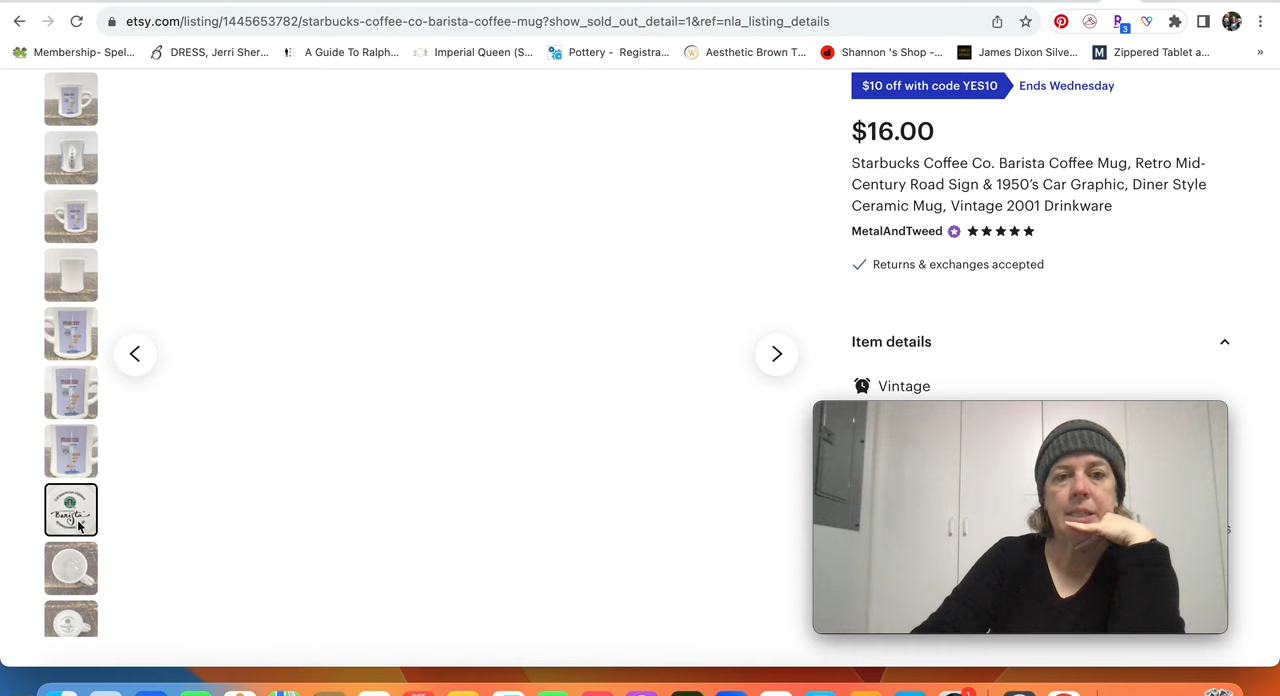 etsy.com/listing/1445653782/starbucks-coffee-co-barista-coffee-mug?show_sold_out_detail=1&ref=nla_listing_details
3
Membership- Spel...
DRESS, Jerri Sher...
A Guide To Ralph...
Imperial Queen (S...
Pottery - Registra...
Aesthetic Brown T...
Shannon 's Shop -...
James Dixon Silve...
M
Zippered Tablet a...
»
$10 off with code YES10
Ends Wednesday
$16.00
Starbucks Coffee Co. Barista Coffee Mug, Retro Mid-
Century Road Sign & 1950's Car Graphic, Diner Style
Ceramic Mug, Vintage 2001 Drinkware
MetalAndTweed
Returns & exchanges accepted
Item details
Vintage
Barista
1